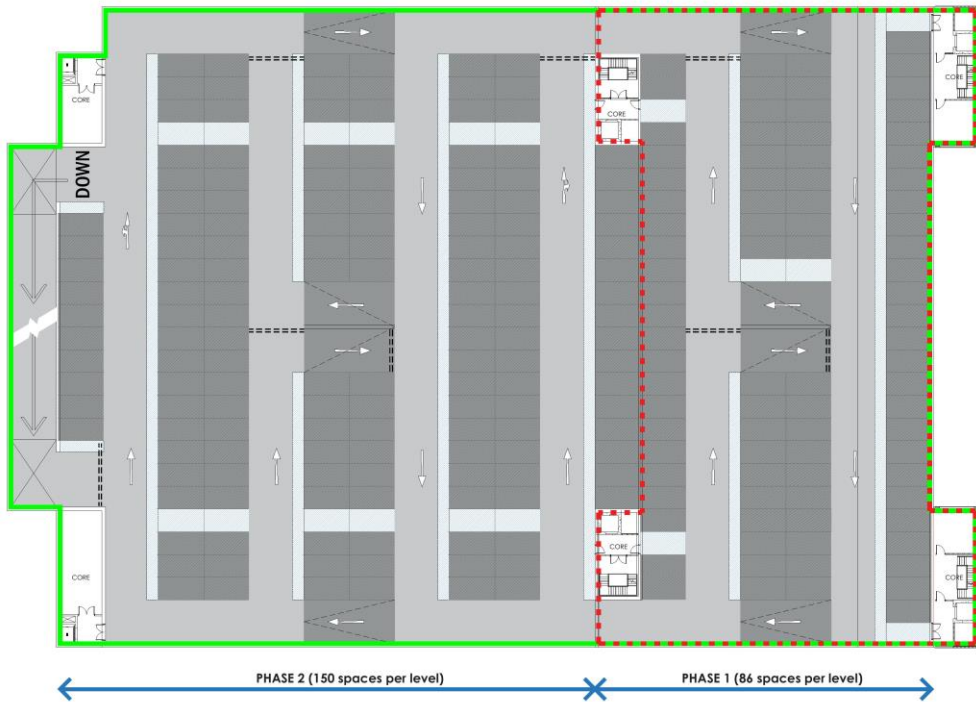 CORE
CORE
CORE
DOWN
CORE
CORE
CORE
PHASE 2 (150 spaces per level)
PHASE 1 (86 spaces per level)